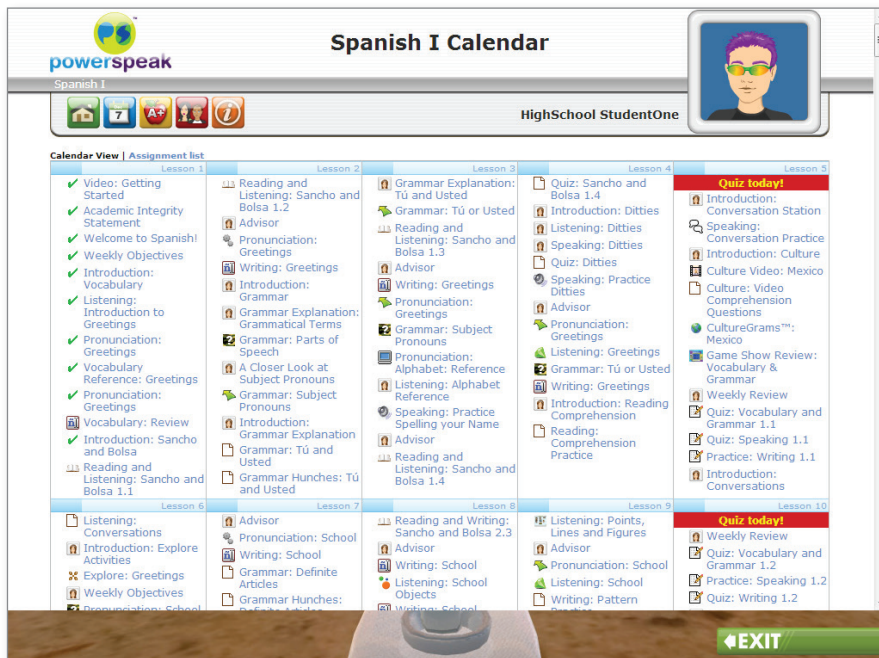 Spanish I Calendar
powerspeak
Spanish I
7
A+
HighSchool StudentOne
Calendar View | Assignment list
Lesson 1
Video: Getting
Started
Academic Integrity
Statement
Welcome to Spanish!
Weekly Objectives
Introduction:
Vocabulary
Listening:
Introduction to
Greetings
Pronunciation:
Greetings
Vocabulary
Reference: Greetings
Pronunciation:
Greetings
Vocabulary: Review
Introduction: Sancho
and Bolsa
Reading and
Listening: Sancho and
Bolsa 1.1
Lesson 2
Reading and
Listening: Sancho and
Bolsa 1.2
Advisor
Pronunciation:
Greetings
Writing: Greetings
Introduction:
Grammar
Grammar Explanation:
Grammatical Terms
Grammar: Parts of
Speech
A Closer Look at
Subject Pronouns
Grammar: Subject
Pronouns
Introduction:
Grammar Explanation
Grammar: Tú and
Usted
Grammar Hunches: Tú
and Usted
Lesson 3
Grammar Explanation:
Tú and Usted
Grammar: Tú or Usted
Reading and
Listening: Sancho and
Bolsa 1.3
Advisor
Writing: Greetings
Pronunciation:
Greetings
Grammar: Subject
Pronouns
Pronunciation:
Alphabet: Reference
Listening: Alphabet
Reference
Speaking: Practice
Spelling your Name
Advisor
Reading and
Listening: Sancho and
Bolsa 1.4
Lesson 4
Quiz: Sancho and
Bolsa 1.4
Introduction: Ditties
Listening: Ditties
Speaking: Ditties
Quiz: Ditties
Speaking: Practice
Ditties
Advisor
Pronunciation:
Greetings
Listening: Greetings
Grammar: Tú or Usted
Writing: Greetings
Introduction: Reading
Comprehension
Reading:
Comprehension
Practice
Lesson 5
Quiz today!
Introduction:
Conversation Station
Speaking:
Conversation Practice
Introduction: Culture
Culture Video: Mexico
Culture: Video
Comprehension
Questions
CultureGrams™:
Mexico
Game Show Review:
Vocabulary &
Grammar
Weekly Review
Quiz: Vocabulary and
Grammar 1.1
Quiz: Speaking 1.1
Practice: Writing 1.1
Introduction:
Conversations
Lesson 6
Listening:
Conversations
Introduction: Explore
Activities
Explore: Greetings
Weekly Objectives
Pronunciation: School
Lesson 7
Advisor
Pronunciation: School
Writing: School
Grammar: Definite
Articles
Grammar Hunches:
Definite Articles
Lesson 8
Reading and Writing:
Sancho and Bolsa 2.3
Advisor
Writing: School
Listening: School
Objects
Writing: School
Lesson 9
Listening: Points,
Lines and Figures
Advisor
Pronunciation: School
Listening: School
Writing: Pattern
Practice
Lesson 10
Quiz today!
Weekly Review
Quiz: Vocabulary and
Grammar 1.2
Practice: Speaking 1.2
Quiz: Writing 1.2
EXIT